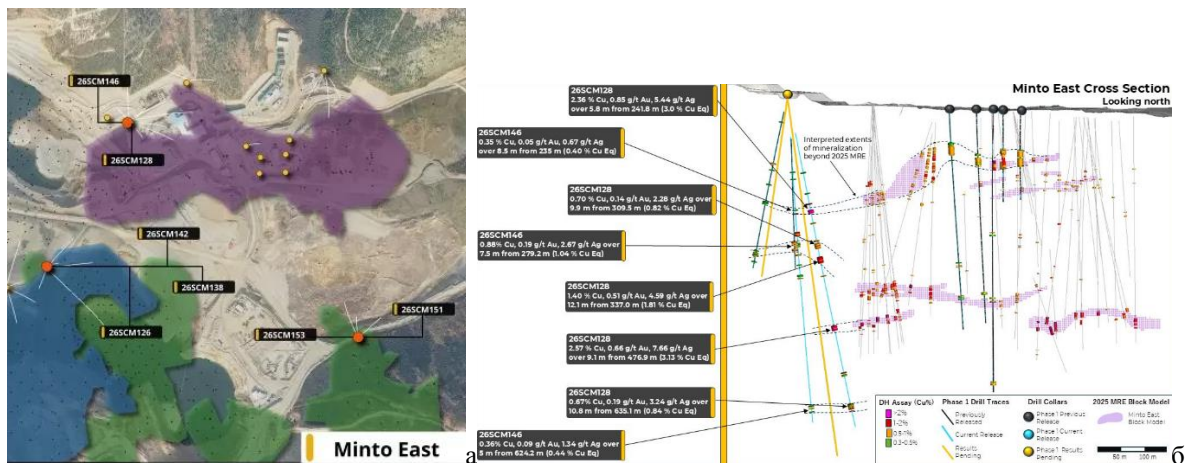 26SCM146
26SCM128
26SCM142
26SCM138
26SCM126
26SCM153
26SCM151
Minto East
а
Minto East Cross Section
Looking north
26SCM128
2.36 % Cu, 0.85 g/t Au, 5.44 g/t Ag
over 5.8 m from 241.8 m (3.0 % Cu Eq)
26SCM146
0.35 % Cu, 0.05 g/t Au, 0.67 g/t Ag
over 8.5 m from 235 m (0.40 % Cu Eq)
Interpreted extents
of mineralization
beyond 2025 MRE
26SCM128
0.70 % Cu, 0.14 g/t Au, 2.28 g/t Ag over
9.9 m from 309.5 m (0.82 % Cu Eq)
26SCM146
0.88% Cu, 0.19 g/t Au, 2.67 g/t Ag over
7.5 m from 279.2 m (1.04 % Cu Eq)
26SCM128
1.40 % Cu, 0.51 g/t Au, 4.59 g/t Ag over
12.1 m from 337.0 m (1.81 % Cu Eq)
26SCM128
2.57 % Cu, 0.66 g/t Au, 7.66 g/t Ag
over 9.1 m from 476.9 m (3.13 % Cu Eq)
26SCM128
0.67% Cu, 0.19 g/t Au, 3.24 g/t Ag over
10.8 m from 635.1 m (0.84 % Cu Eq)
26SCM146
0.36% Cu, 0.09 g/t Au, 1.34 g/t Ag over
5 m from 624.2 m (0.44 % Cu Eq)
DH Assay (Cu%)
>2%
1-2%
0.5-1%
0.3-0.5%
Phase 1 Drill Traces
Previously
Released
Current Release
Results
Pending
Drill Collars
Phase 1 Previous
Release
Phase 1 Current
Release
Phase 1 Results
Pending
2025 MRE Block Model
Minto East
Block Model
50 m 100 m
б